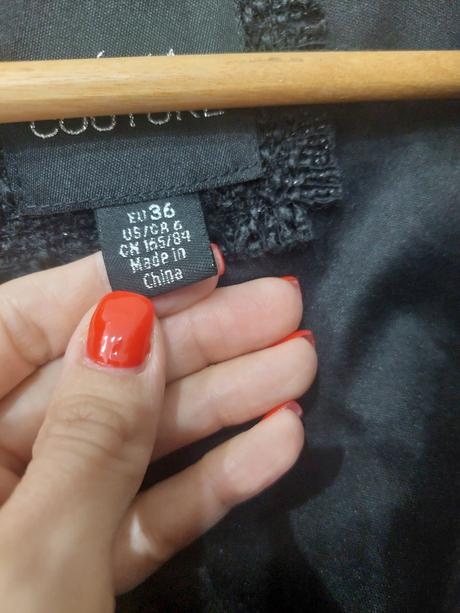 COUTURE
EU 36
US/CA 6
CN 165/84
Made in
China